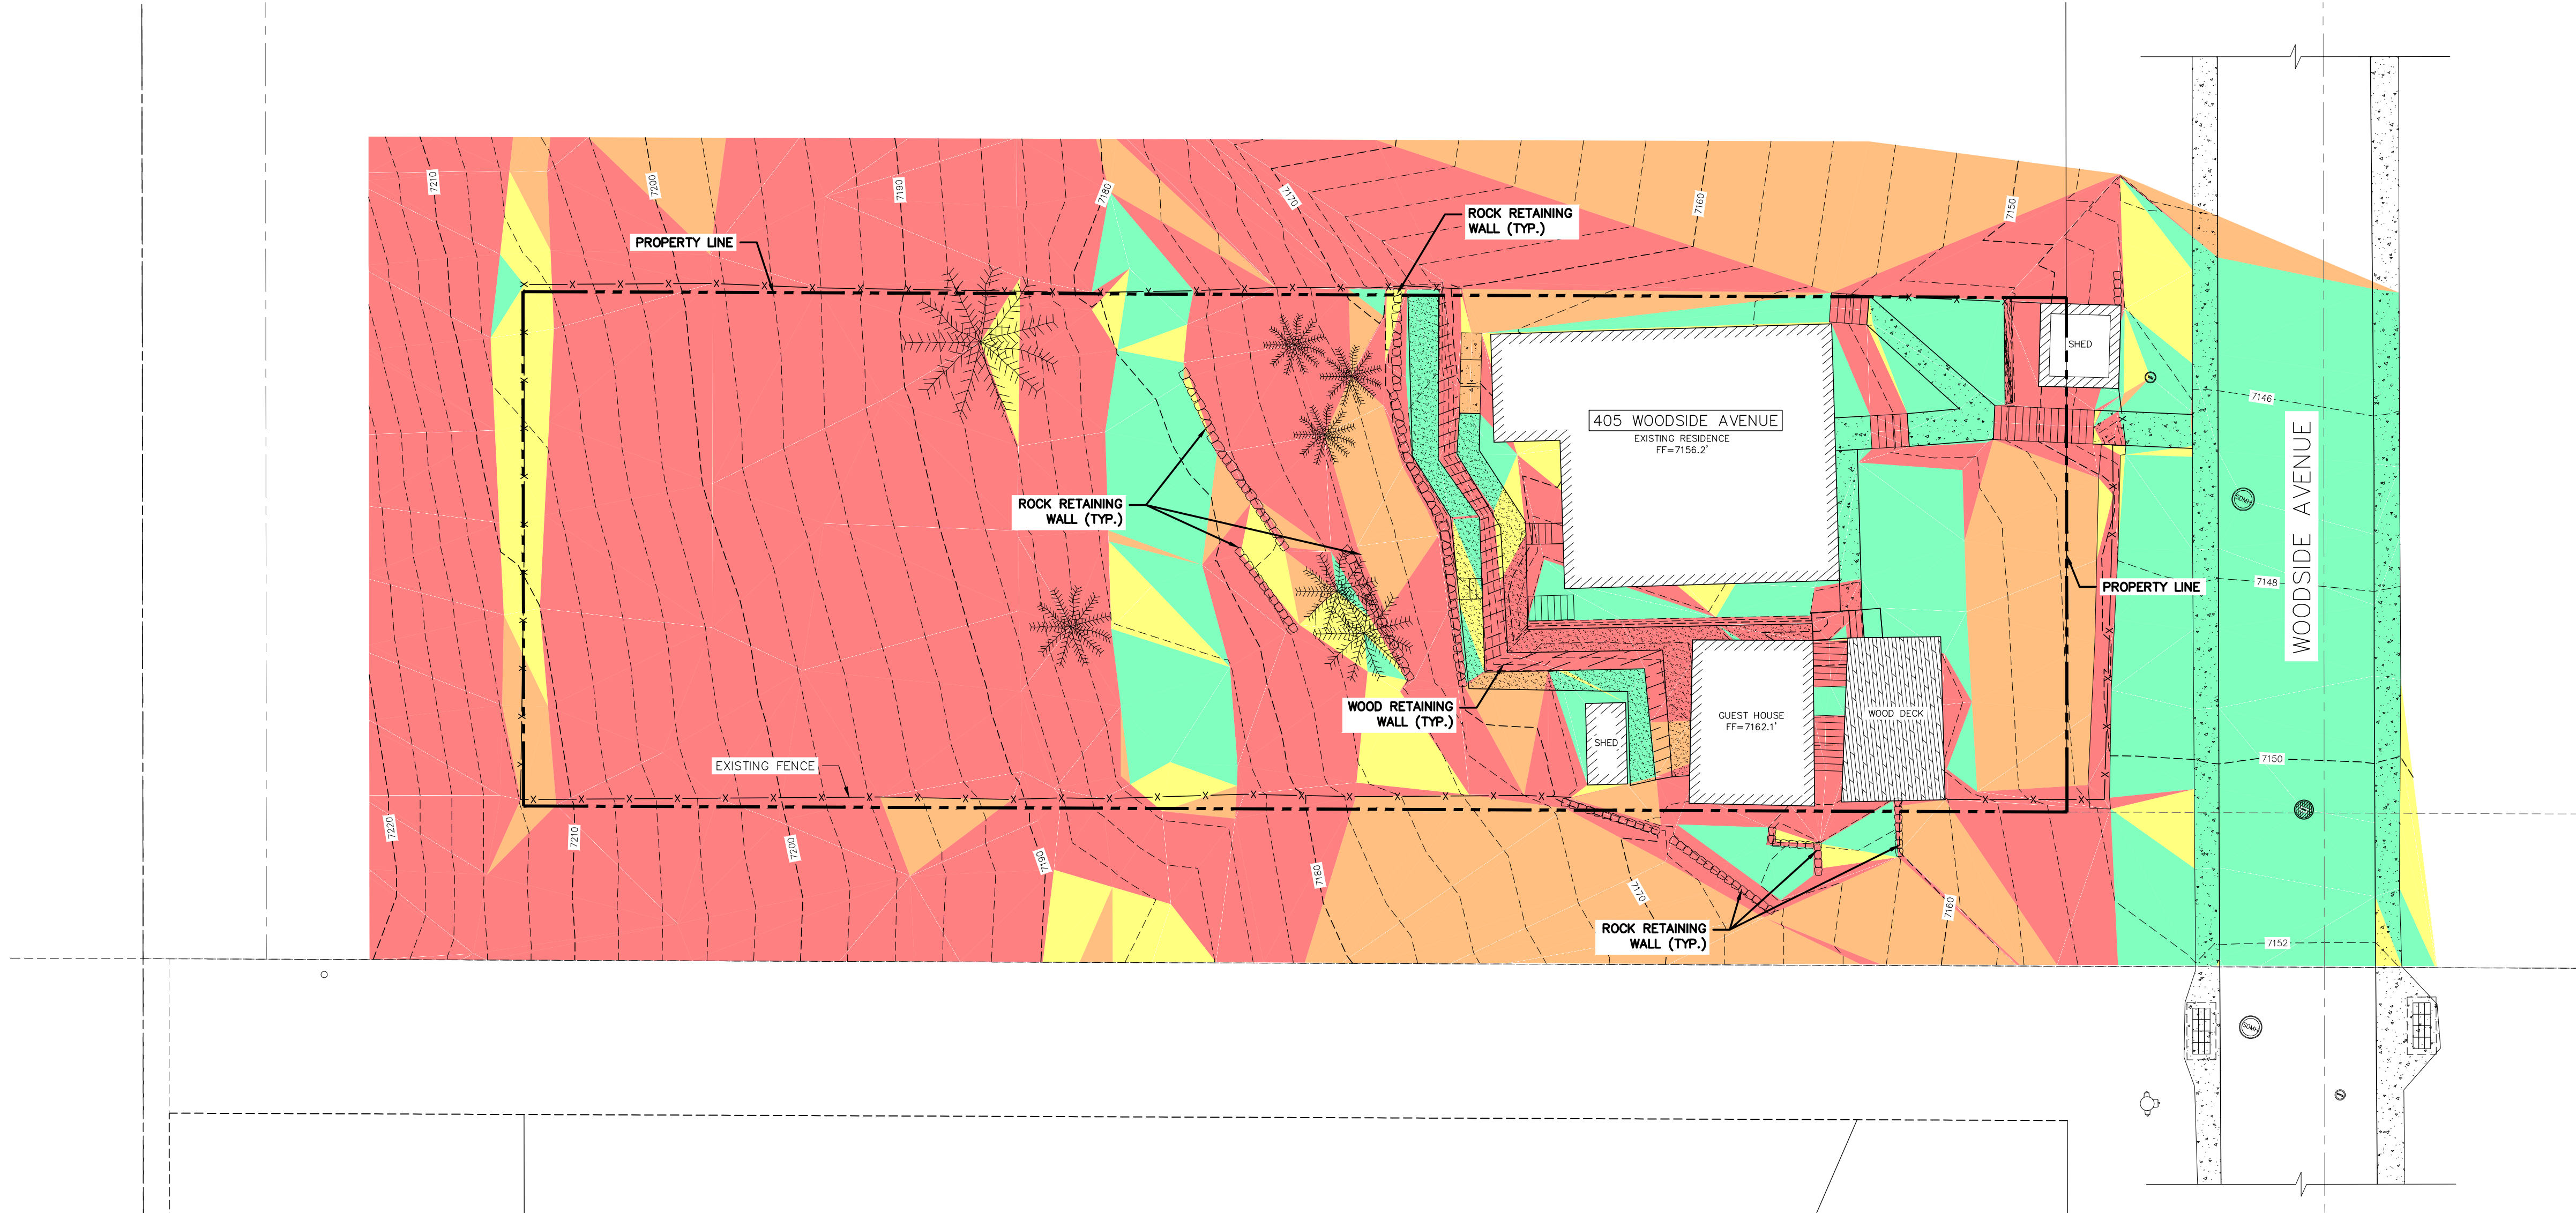 7210
7200
7190
7180
7170
7160
7150
PROPERTY LINE
ROCK RETAINING
WALL (TYP.)
SHED
405 WOODSIDE AVENUE
EXISTING RESIDENCE
FF=7156.2'
7146
WOODSIDE AVENUE
SDMH
ROCK RETAINING
WALL (TYP.)
7148
PROPERTY LINE
WOOD RETAINING
WALL (TYP.)
SHED
GUEST HOUSE
FF=7162.1'
WOOD DECK
EXISTING FENCE
7150
7220
7210
7200
7190
7180
7170
7160
ROCK RETAINING
WALL (TYP.)
7152
SDMH